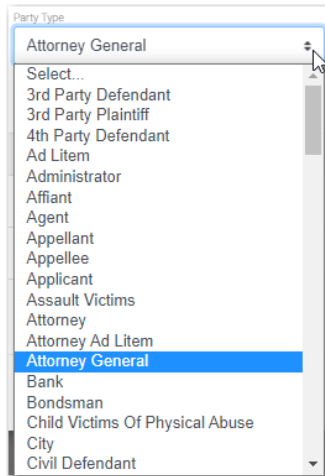 Party Type
Attorney General
Select...
3rd Party Defendant
3rd Party Plaintiff
4th Party Defendant
Ad Litem
Administrator
Affiant
Agent
Appellant
Appellee
Applicant
Assault Victims
Attorney
Attorney Ad Litem
Attorney General
Bank
Bondsman
Child Victims Of Physical Abuse
City
Civil Defendant